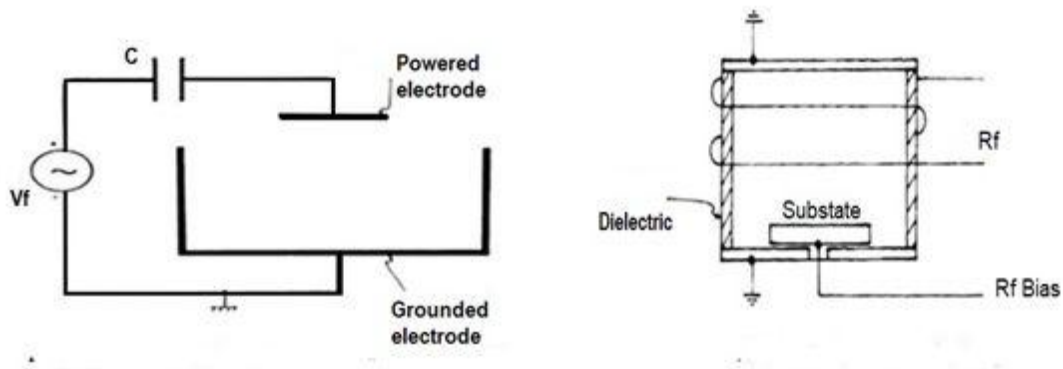 C
Powered
electrode
Vf
Grounded
electrode
Rf
Dielectric
Substate
Rf Bias